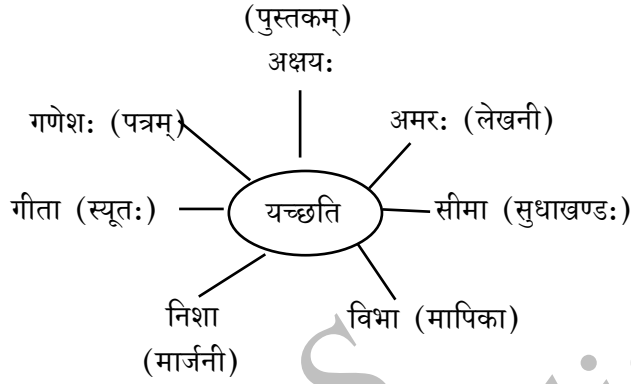 (पुस्तकम्)
अक्षय:
गणेश: (पत्रम्)
अमर: (लेखनी)
गीता (स्यूत:)
यच्छति
सीमा (सुधाखण्ड:)
निशा
(मार्जनी)
विभा (मापिका)